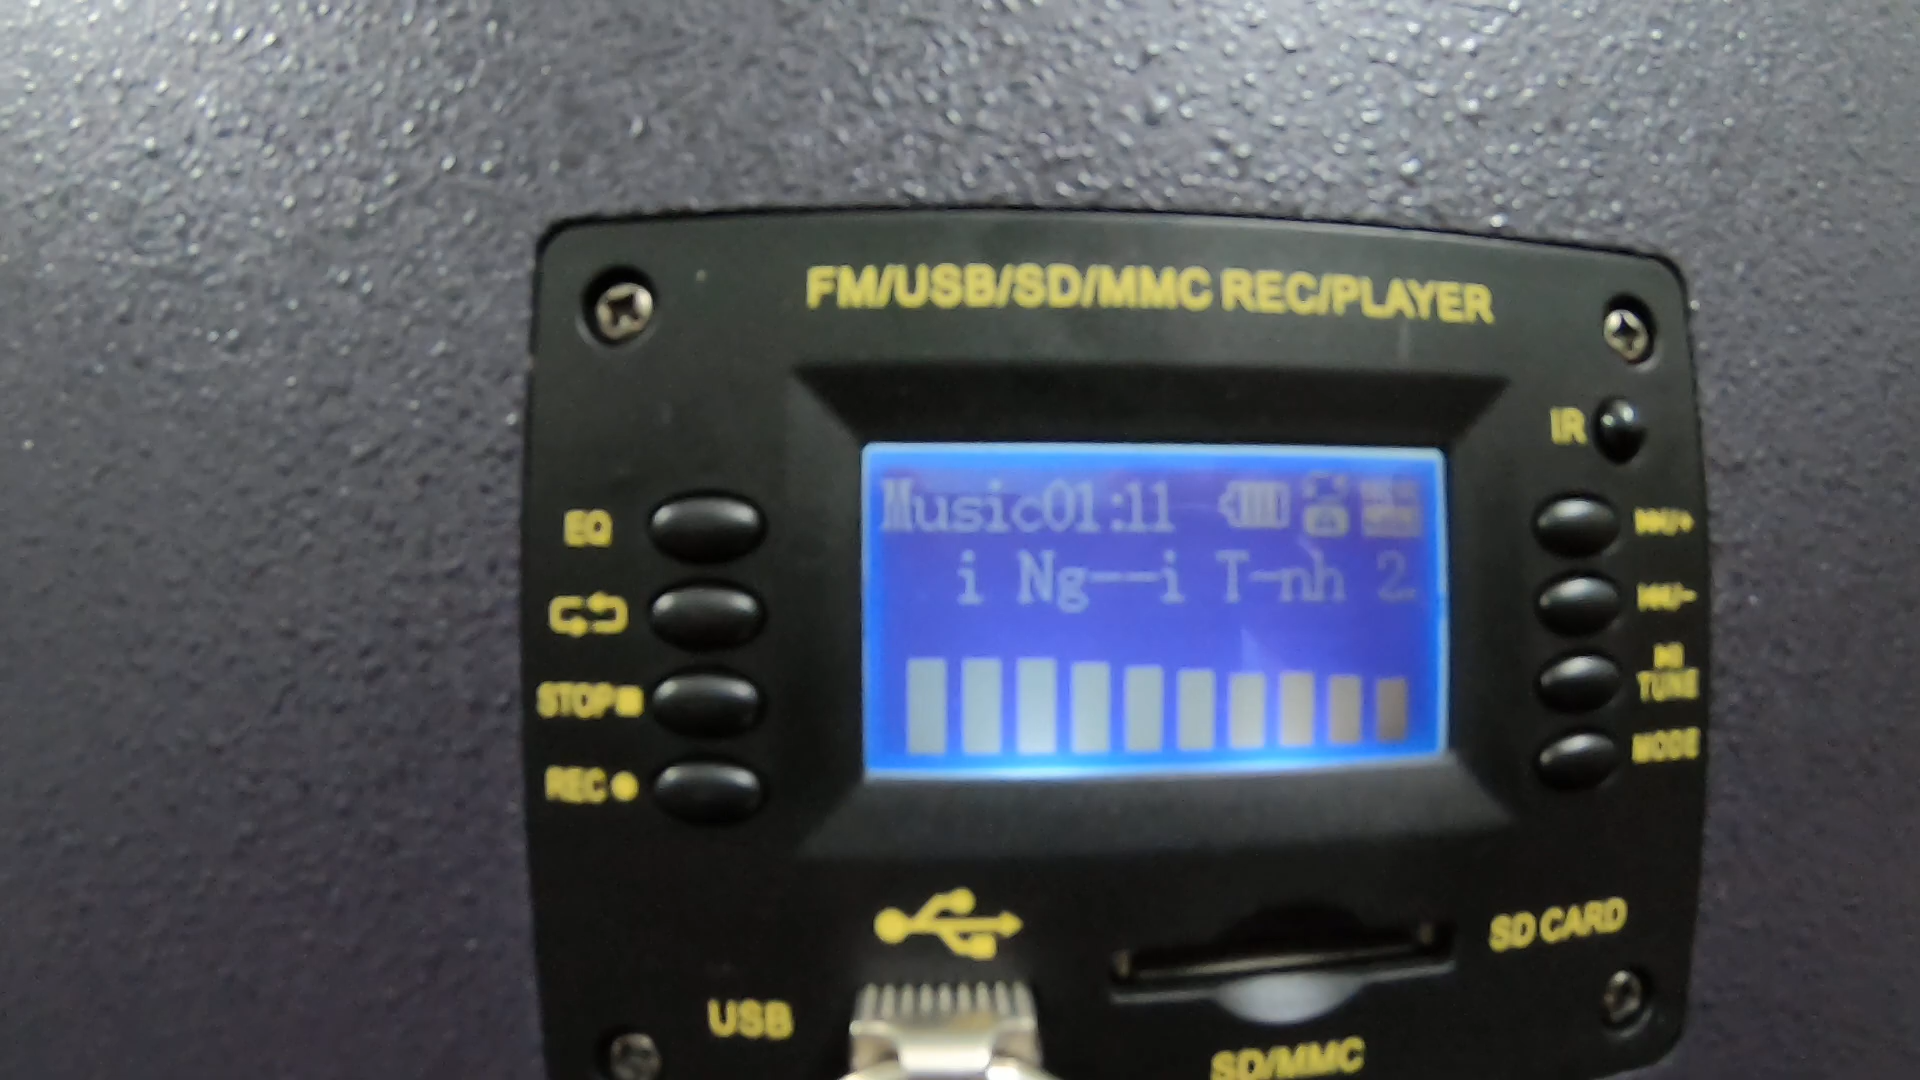 FM/USB/SD/MMC REC/PLAYER
IR
Music01:11
i Ng--i T-nh 2
EQ
STOP
REC
TUNE
MODE
USB
SD CARD
SD/MMC